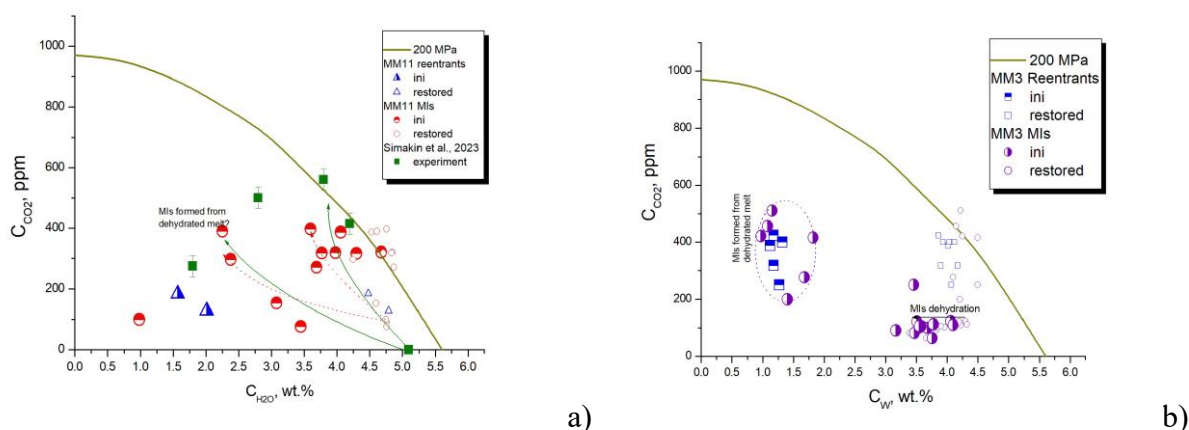 1000
800
600
400
200
0
C_CO2, ppm
0.0 0.5 1.0 1.5 2.0 2.5 3.0 3.5 4.0 4.5 5.0 5.5 6.0
C_H2O, wt.%
MIs formed from
dehydrated melt?
200 MPa
MM11 reentrants
ini
restored
MM11 MIs
ini
restored
Simakin et al., 2023
experiment
a)
1000
800
600
400
200
0
C_CO2, ppm
0.0 0.5 1.0 1.5 2.0 2.5 3.0 3.5 4.0 4.5 5.0 5.5 6.0
C_W, wt.%
MIs formed from
dehydrated melt
MIs dehydration
200 MPa
MM3 Reentrants
ini
restored
MM3 MIs
ini
restored
b)